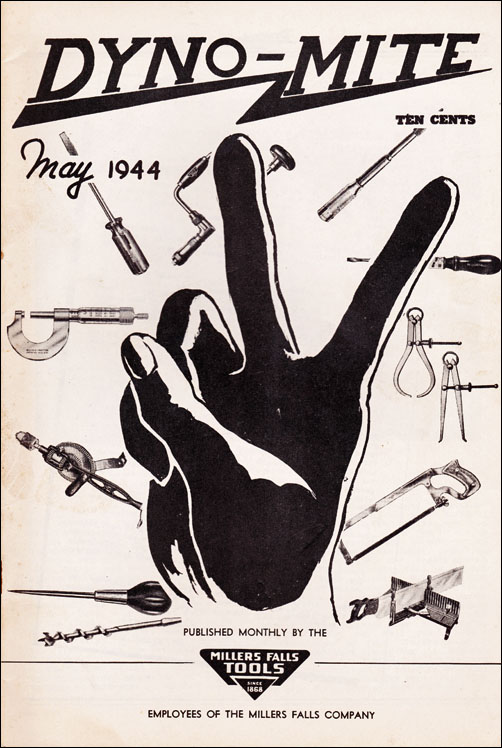 DYNO-MITE
TEN CENTS
May 1944
PUBLISHED MONTHLY BY THE
MILLERS FALLS
TOOLS
SINCE
1868
EMPLOYEES OF THE MILLERS FALLS COMPANY